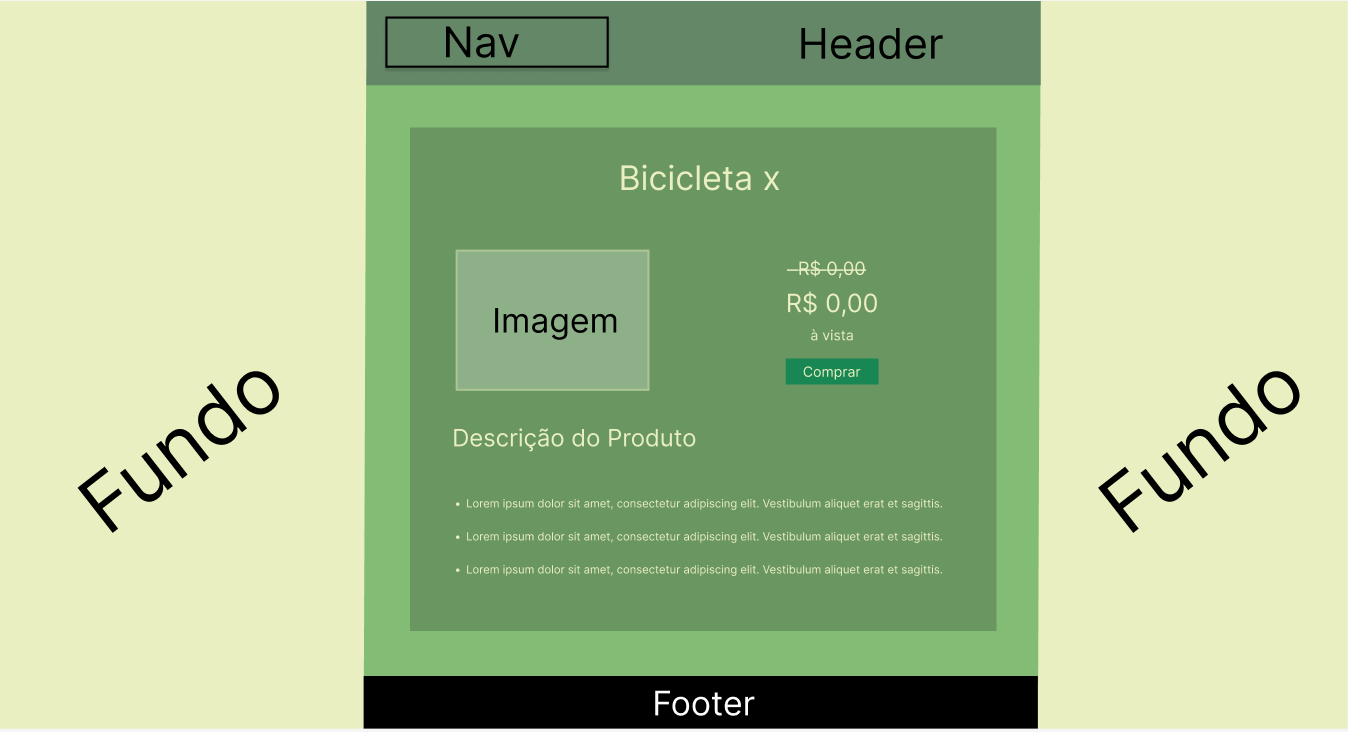 Nav
Header
Bicicleta x
R$ 0,00
R$ 0,00
à vista
Comprar
Imagem
Fundo
Fundo
Descrição do Produto
• Lorem ipsum dolor sit amet, consectetur adipiscing elit. Vestibulum aliquet erat et sagittis.
• Lorem ipsum dolor sit amet, consectetur adipiscing elit. Vestibulum aliquet erat et sagittis.
• Lorem ipsum dolor sit amet, consectetur adipiscing elit. Vestibulum aliquet erat et sagittis.
Footer